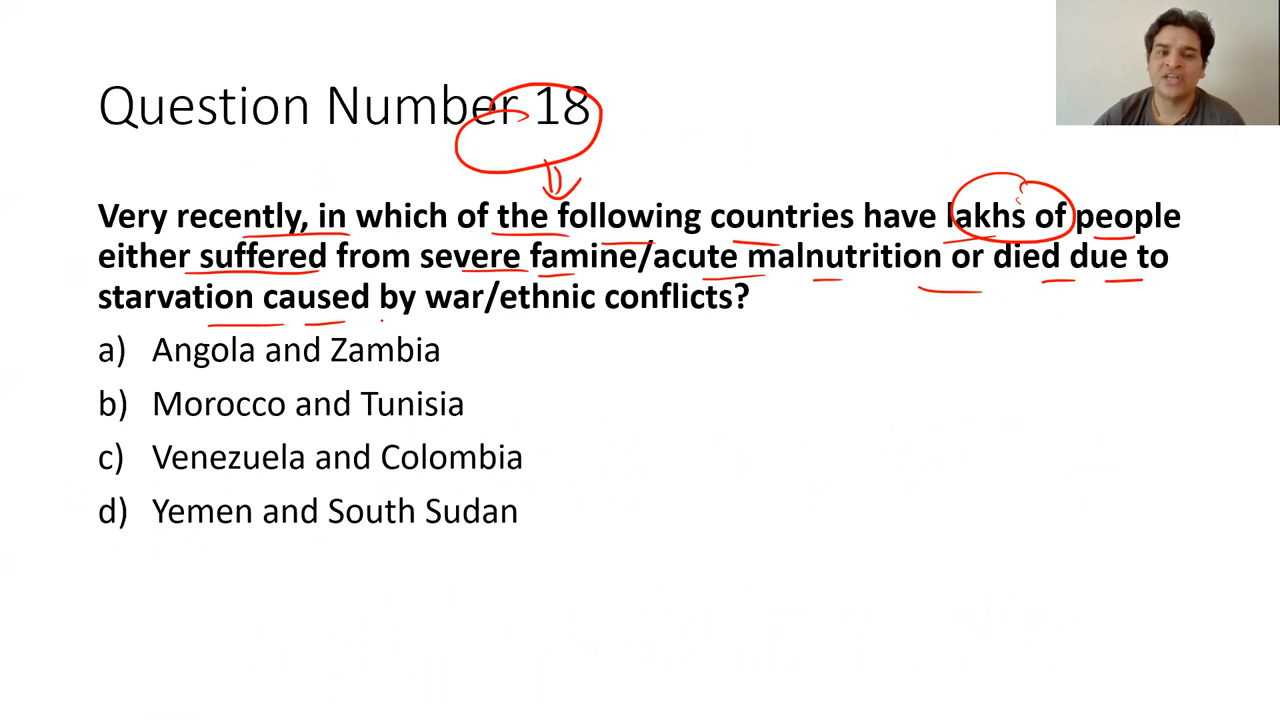 Question Number 18
Very recently, in which of the following countries have lakhs of people
either suffered from severe famine/acute malnutrition or died due to
starvation caused by war/ethnic conflicts?
a) Angola and Zambia
b) Morocco and Tunisia
c) Venezuela and Colombia
d) Yemen and South Sudan